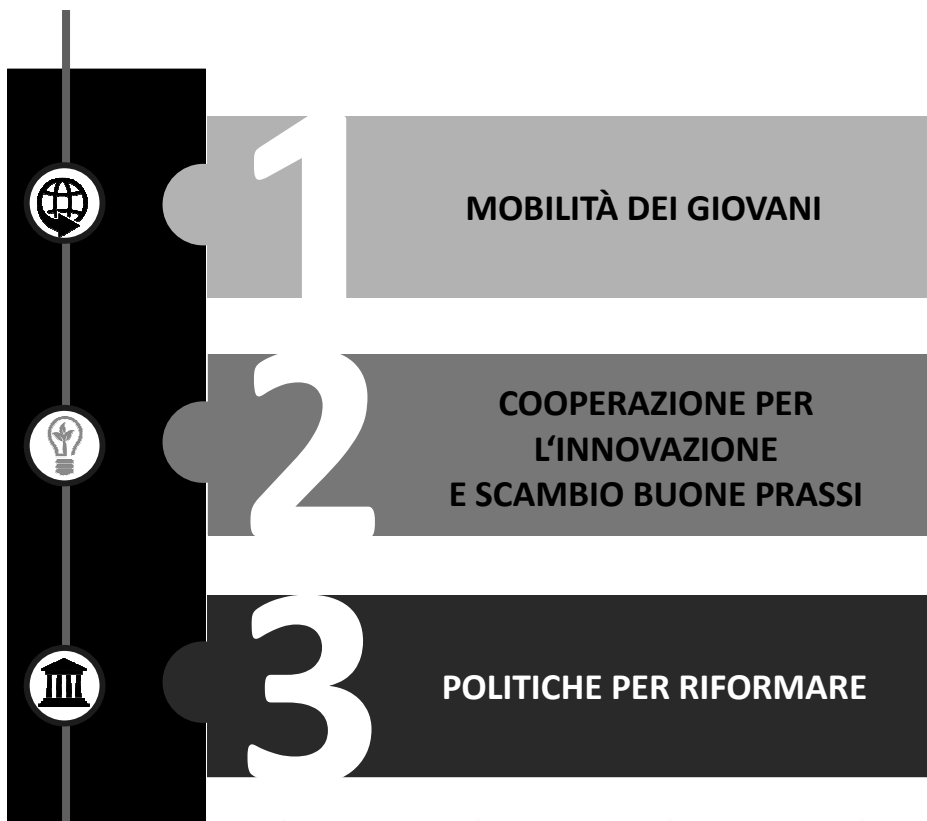 1
MOBILITÀ DEI GIOVANI
2
COOPERAZIONE PER
L‘INNOVAZIONE
E SCAMBIO BUONE PRASSI
3
POLITICHE PER RIFORMARE